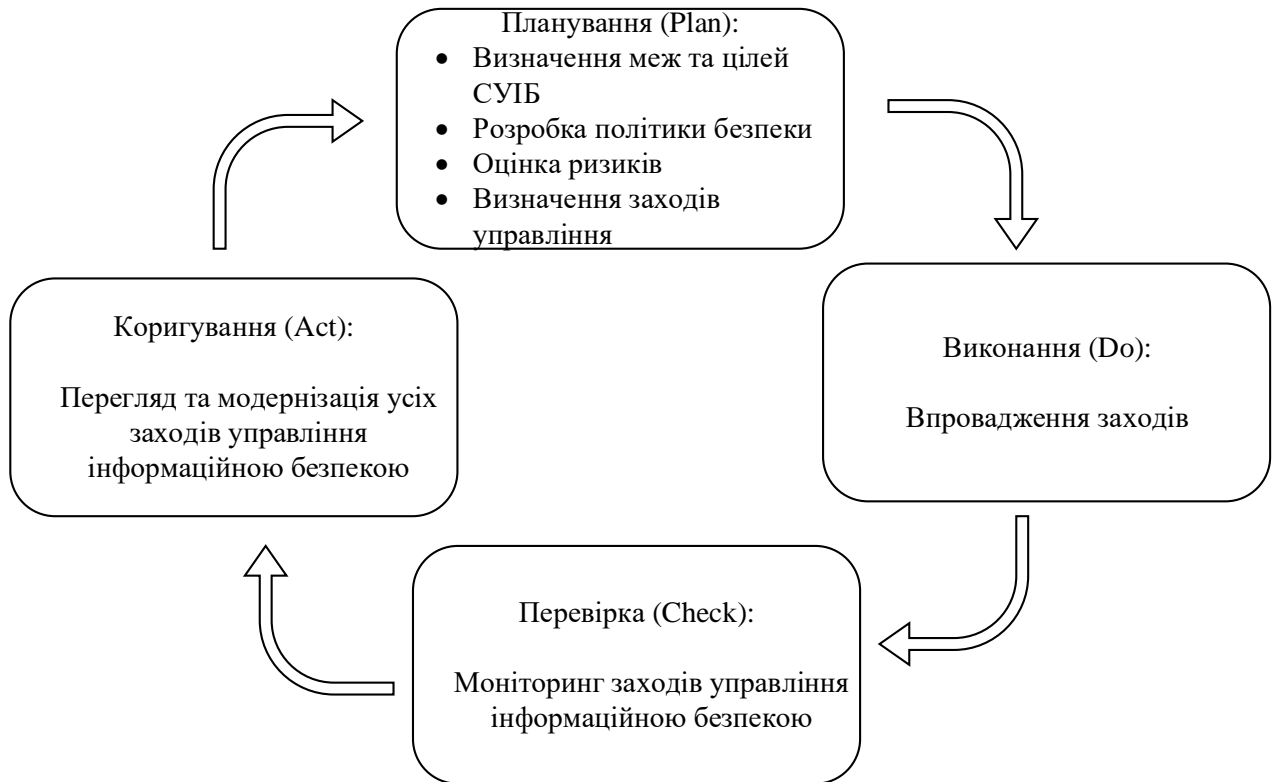 Планування (Plan):
• Визначення меж та цілей
СУІБ
• Розробка політики безпеки
• Оцінка ризиків
• Визначення заходів
управління
Виконання (Do):
Впровадження заходів
Перевірка (Check):
Моніторинг заходів управління
інформаційною безпекою
Коригування (Act):
Перегляд та модернізація усіх
заходів управління
інформаційною безпекою